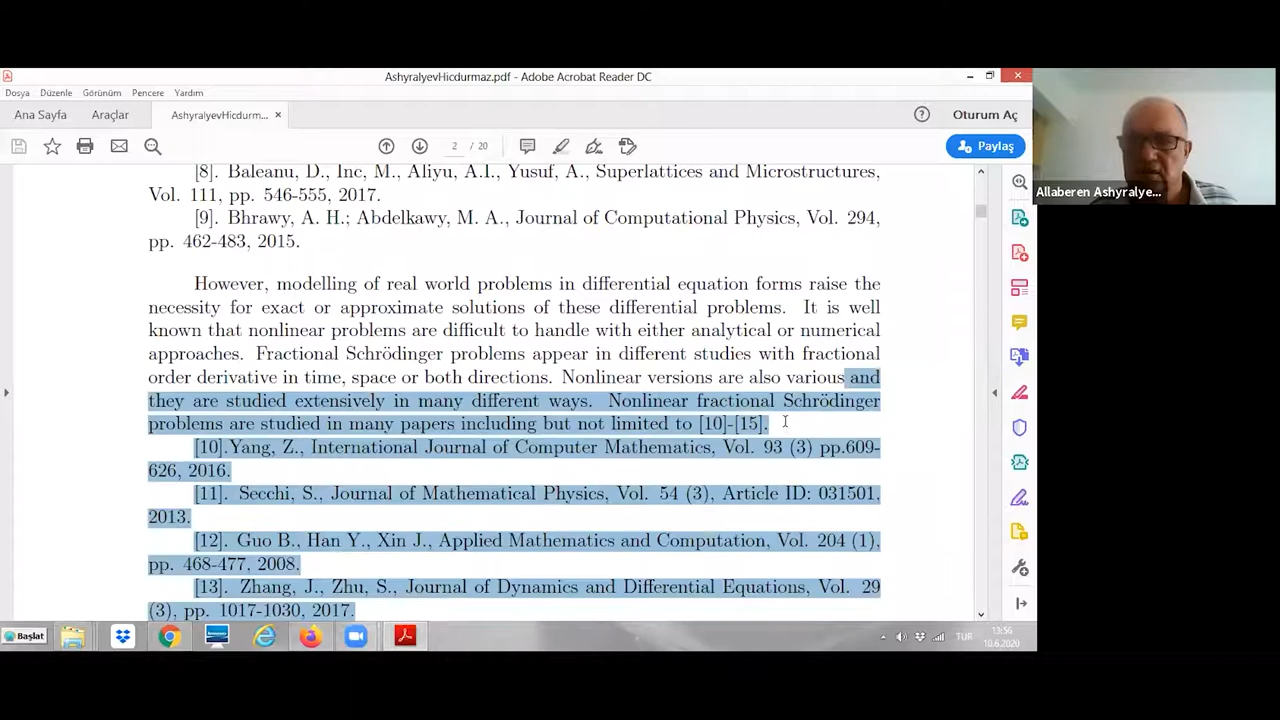 AshyralyevHicdurmaz.pdf - Adobe Acrobat Reader DC
Dosya Düzenle Görünüm Pencere Yardım
Ana Sayfa Araçlar AshyralyevHicdurm... × Oturum Aç
2 / 20 Paylaş
[8]. Baleanu, D., Inc, M., Aliyu, A.I., Yusuf, A., Superlattices and Microstructures,
Vol. 111, pp. 546-555, 2017.
[9]. Bhrawy, A. H.; Abdelkawy, M. A., Journal of Computational Physics, Vol. 294,
pp. 462-483, 2015.
However, modelling of real world problems in differential equation forms raise the
necessity for exact or approximate solutions of these differential problems. It is well
known that nonlinear problems are difficult to handle with either analytical or numerical
approaches. Fractional Schrödinger problems appear in different studies with fractional
order derivative in time, space or both directions. Nonlinear versions are also various and
they are studied extensively in many different ways. Nonlinear fractional Schrödinger
problems are studied in many papers including but not limited to [10]-[15].
[10].Yang, Z., International Journal of Computer Mathematics, Vol. 93 (3) pp.609-
626, 2016.
[11]. Secchi, S., Journal of Mathematical Physics, Vol. 54 (3), Article ID: 031501,
2013.
[12]. Guo B., Han Y., Xin J., Applied Mathematics and Computation, Vol. 204 (1),
pp. 468-477, 2008.
[13]. Zhang, J., Zhu, S., Journal of Dynamics and Differential Equations, Vol. 29
(3), pp. 1017-1030, 2017.
Allaberen Ashyralye...
Başlat TUR 13:56
10.6.2020